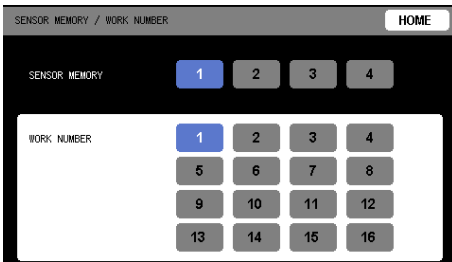 SENSOR MEMORY / WORK NUMBER HOME
SENSOR MEMORY 1 2 3 4
WORK NUMBER 1 2 3 4
5 6 7 8
9 10 11 12
13 14 15 16